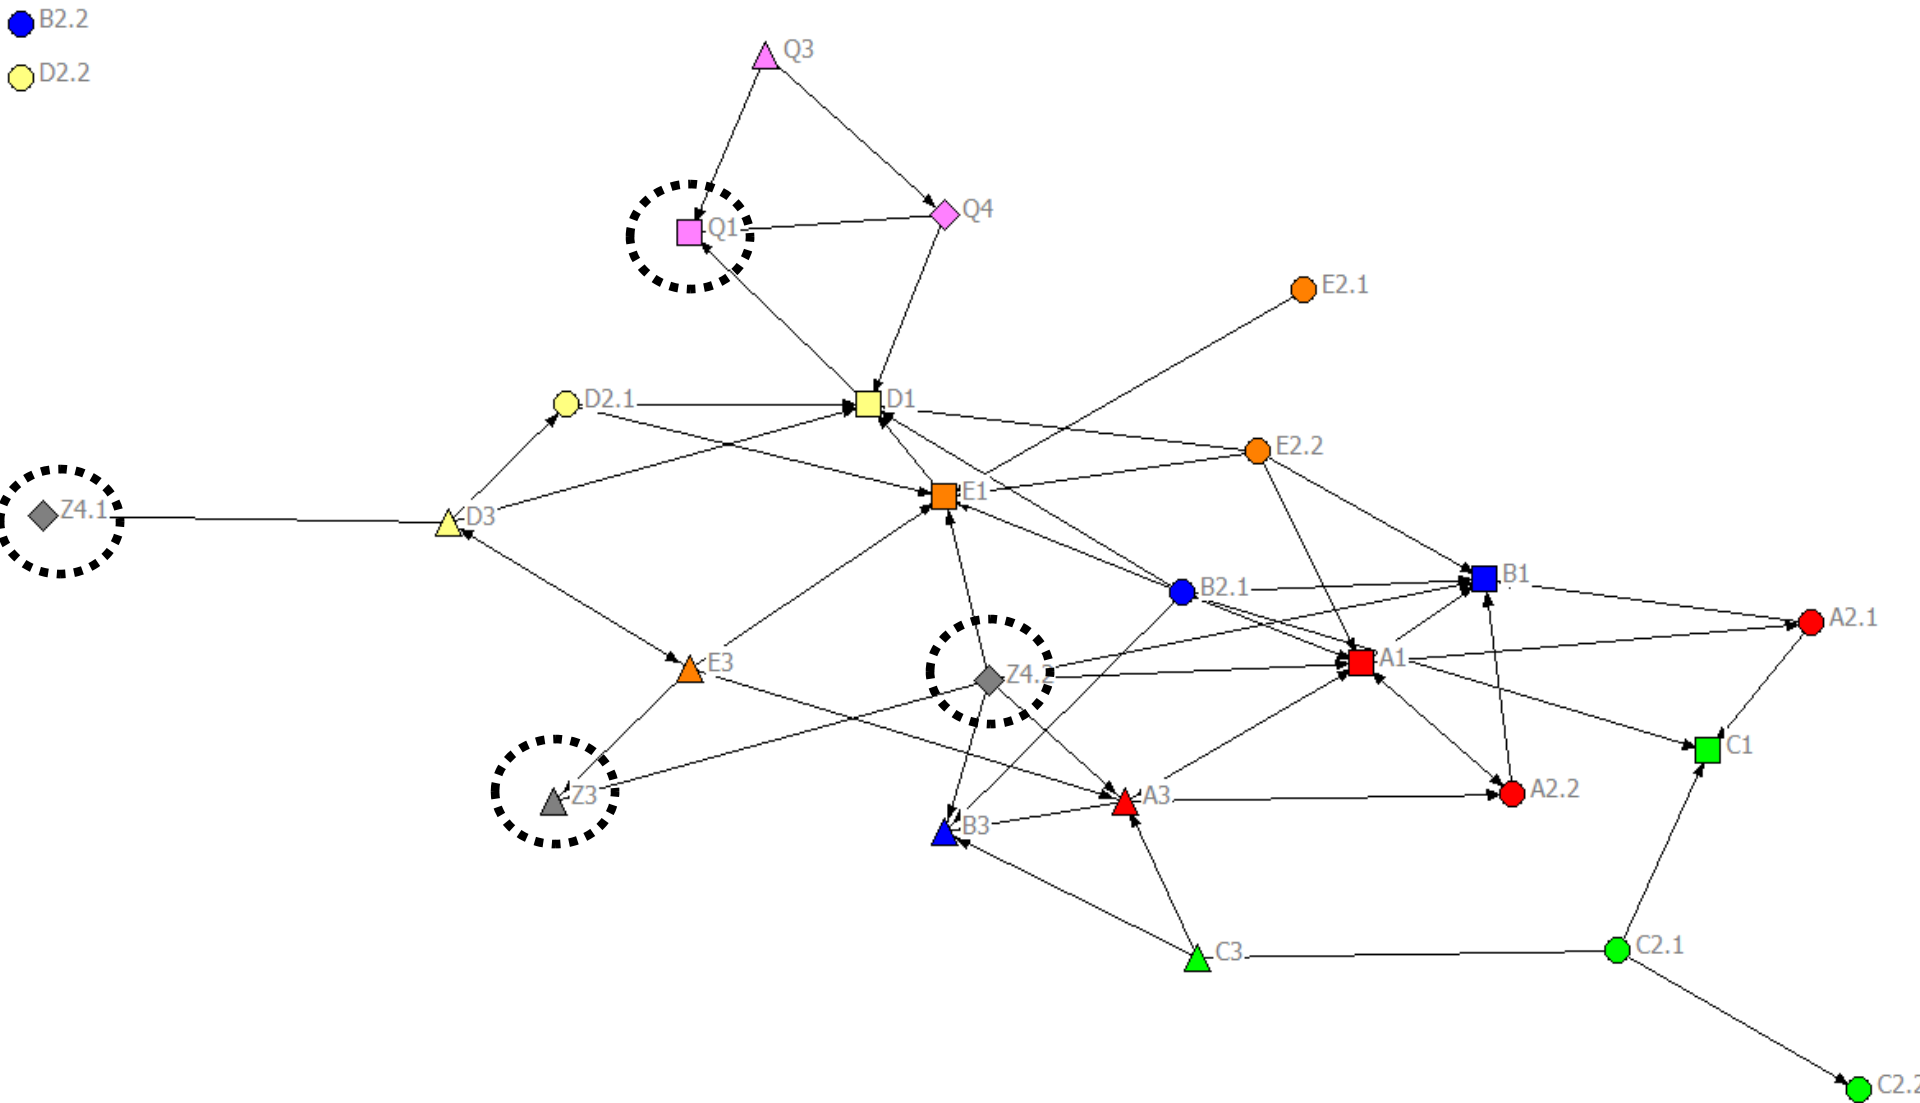 B2.2
D2.2
Q3
Q4
Q1
E2.1
D2.1
D1
E2.2
E1
Z4.1
D3
B1
B2.1
A2.1
E3
A1
Z4.2
C1
A2.2
Z3
A3
B3
C3
C2.1
C2.2